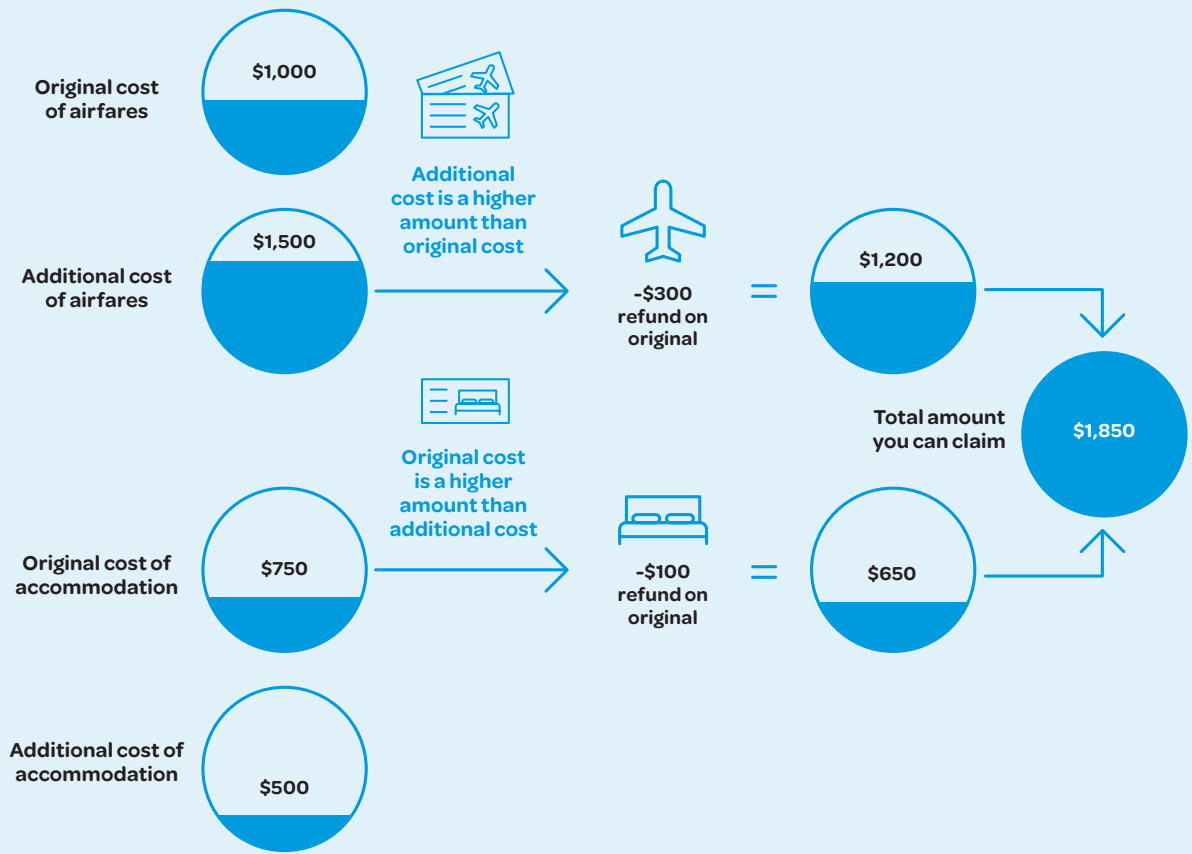 Original cost
of airfares
$1,000
Additional
cost is a higher
amount than
original cost
Additional cost
of airfares
$1,500
-$300
refund on
original
=
$1,200
Total amount
you can claim
$1,850
Original cost
is a higher
amount than
additional cost
Original cost of
accommodation
$750
-$100
refund on
original
=
$650
Additional cost of
accommodation
$500